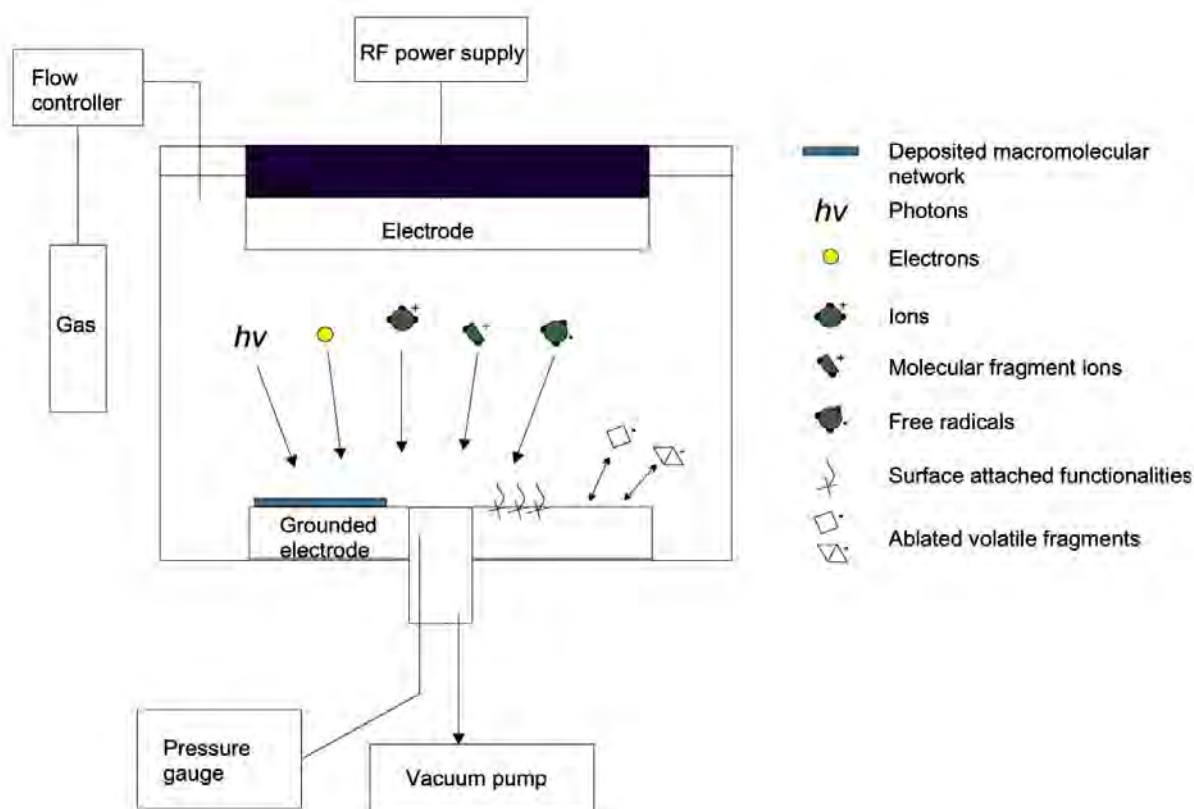 RF power supply
Flow
controller
Electrode
Gas
hv
Grounded
electrode
Pressure
gauge
Vacuum pump
Deposited macromolecular
network
hv Photons
Electrons
+ Ions
+ Molecular fragment Ions
Free radicals
Surface attached functionalities
Ablated volatile fragments